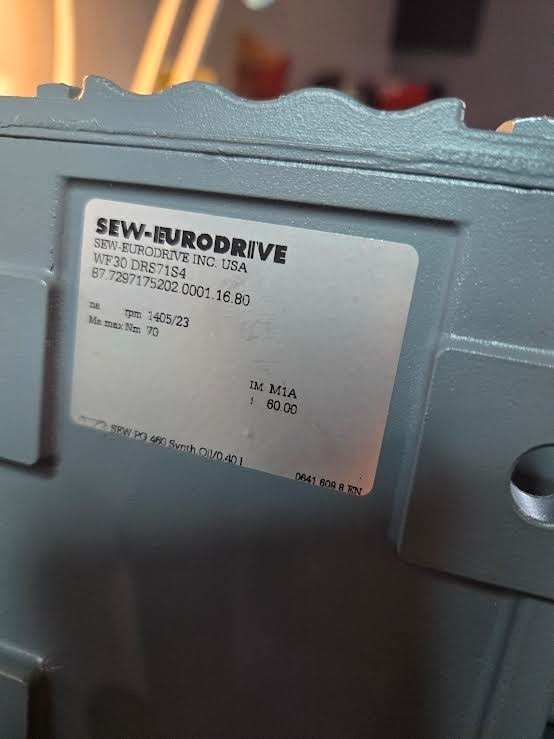 SEW-EURODRIVE
SEW-EURODRIVE INC. USA
WF30 DRS71S4
87.7297175202.0001.16.80
na rpm 1405/23
Ma max Nm 70
IM M1A
i 60.00
SEW PG 460 Synth.Oil/0.40 l
0641 609 8 EN